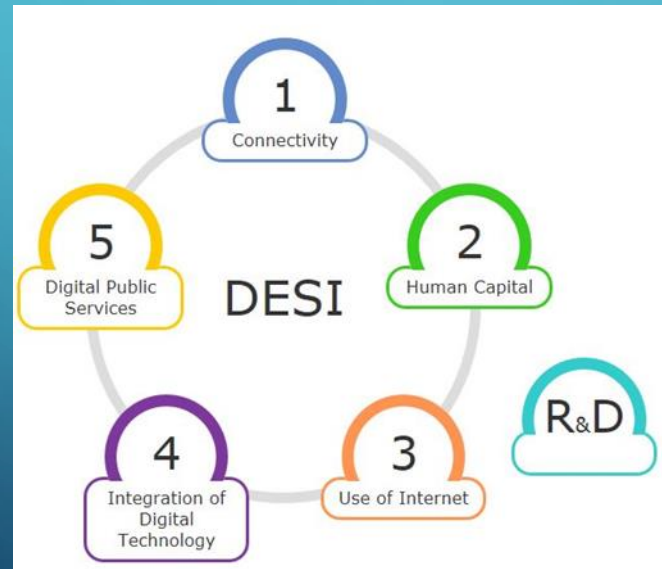 1
Connectivity
2
Human Capital
3
Use of Internet
4
Integration of
Digital
Technology
5
Digital Public
Services
DESI
R&D